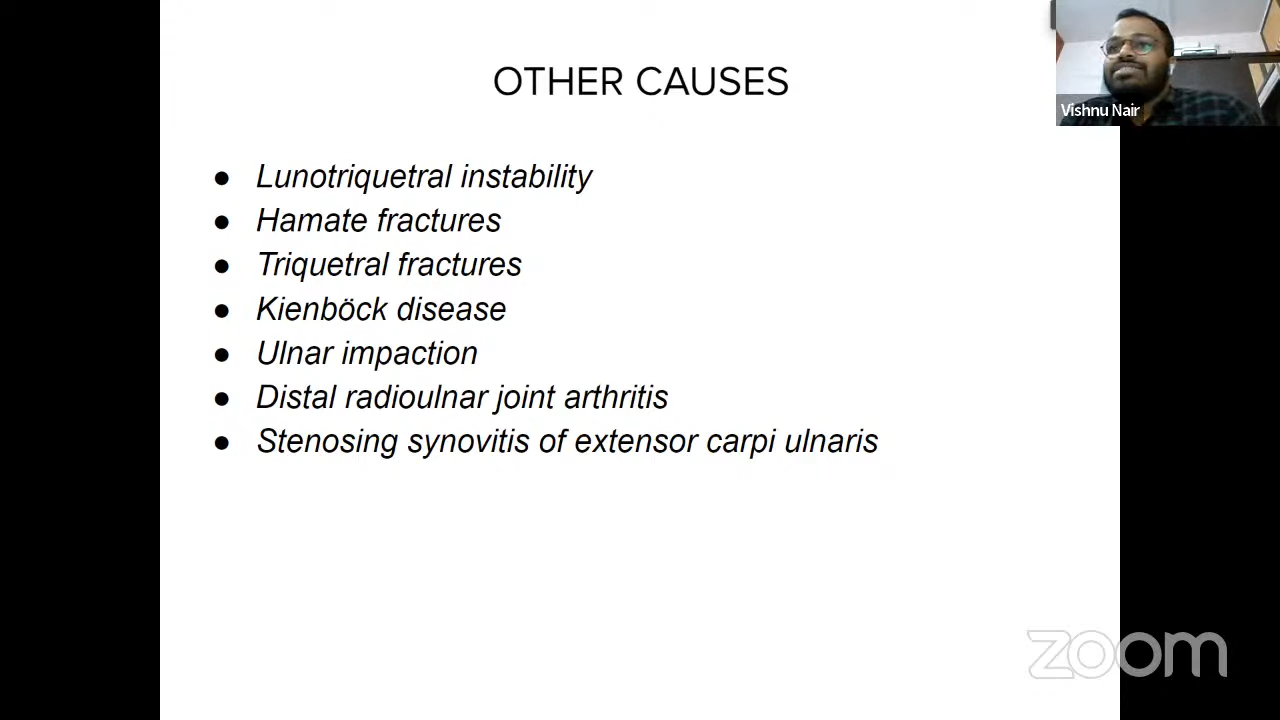 OTHER CAUSES
Vishnu Nair
● Lunotriquetral instability
● Hamate fractures
● Triquetral fractures
● Kienböck disease
● Ulnar impaction
● Distal radioulnar joint arthritis
● Stenosing synovitis of extensor carpi ulnaris
zoom